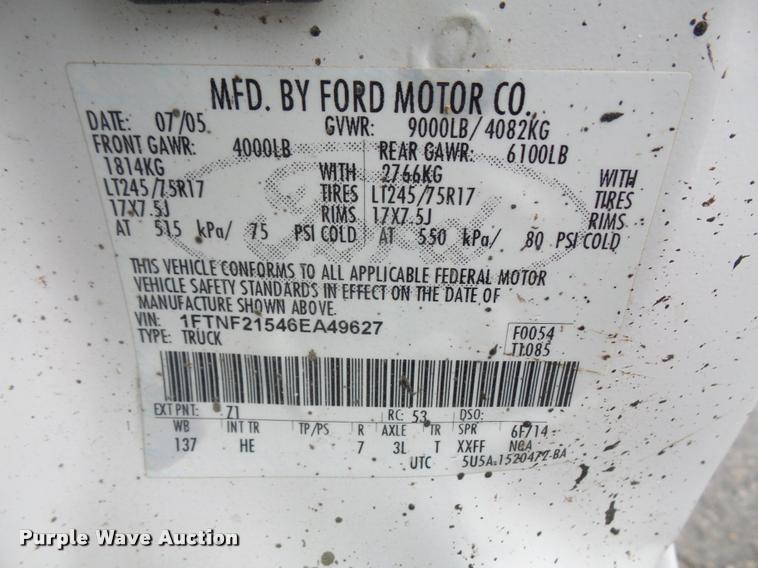 MFD. BY FORD MOTOR CO.
DATE: 07/05 GVWR: 9000LB/4082KG
FRONT GAWR: 4000LB REAR GAWR: 6100LB
1814KG WITH 2766KG WITH
LT245/75R17 TIRES LT245/75R17 TIRES
17X7.5J RIMS 17X7.5J RIMS
AT 515 kPa/ 75 PSI COLD AT 550 kPa/ 80 PSI COLD
Ford
THIS VEHICLE CONFORMS TO ALL APPLICABLE FEDERAL MOTOR
VEHICLE SAFETY STANDARDS IN EFFECT ON THE DATE OF
MANUFACTURE SHOWN ABOVE.
VIN: 1FTNF21546EA49627 F0054
TYPE: TRUCK T1085
EXT PNT: Z1 RC: 53 DSO:
WB INT TR TP/PS R AXLE TR SPR 6F714
137 HE 7 3L T XXFF NGA
UTC 5U5A-1520472-BA
Purple Wave Auction